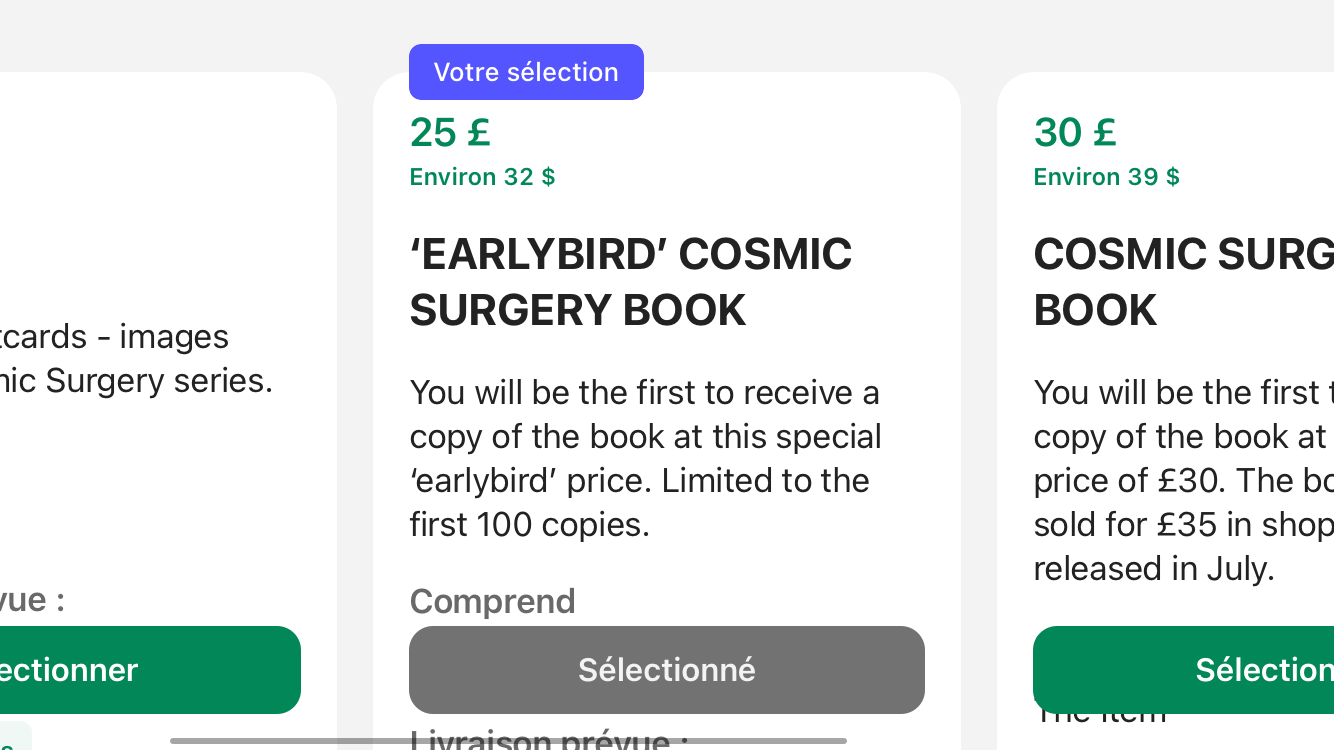 Votre sélection
tcards - images
mic Surgery series.
vue :
ectionner
25 £
Environ 32 $
‘EARLYBIRD’ COSMIC
SURGERY BOOK
You will be the first to receive a
copy of the book at this special
‘earlybird’ price. Limited to the
first 100 copies.
Comprend
Sélectionné
Livraison prévue :
30 £
Environ 39 $
COSMIC SURG
BOOK
You will be the first t
copy of the book at
price of £30. The bo
sold for £35 in shop
released in July.
Sélection
The item